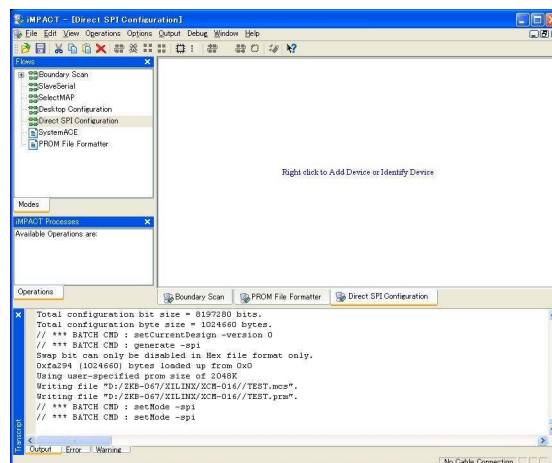 iMPACT - [Direct SPI Configuration]
File Edit View Operations Options Output Debug Window Help
Flows
Boundary Scan
SlaveSerial
SelectMAP
Desktop Configuration
Direct SPI Configuration
SystemACE
PROM File Formatter
Modes
Right click to Add Device or Identify Device
iMPACT Processes
Available Operations are:
Operations
Boundary Scan PROM File Formatter Direct SPI Configuration
Total configuration bit size = 8197280 bits.
Total configuration byte size = 1024660 bytes.
// *** BATCH CMD : setCurrentDesign -version 0
// *** BATCH CMD : generate -spi
Swap bit can only be disabled in Hex file format only.
0xfa294 (1024660) bytes loaded up from 0x0
Using user-specified prom size of 2048K
Writing file "D:/ZKB-067/XILINX/XCM-016//TEST.mcs".
Writing file "D:/ZKB-067/XILINX/XCM-016//TEST.prm".
// *** BATCH CMD : setMode -spi
// *** BATCH CMD : setMode -spi
Transcript
Output Error Warning
No Cable Connection